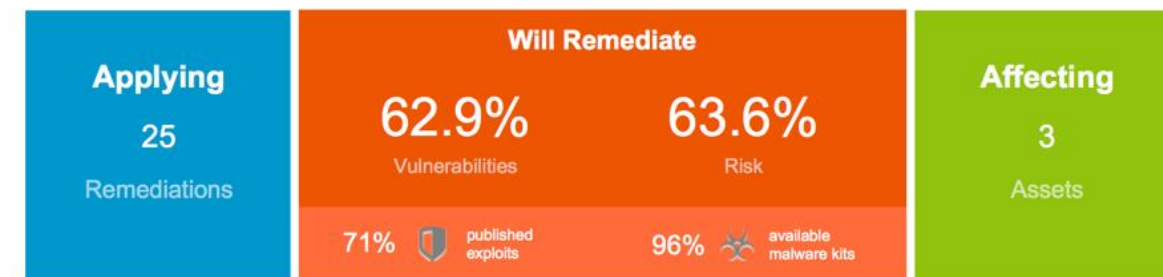 Applying
25
Remediations
Will Remediate
62.9%
Vulnerabilities
63.6%
Risk
71%
published
exploits
96%
available
malware kits
Affecting
3
Assets